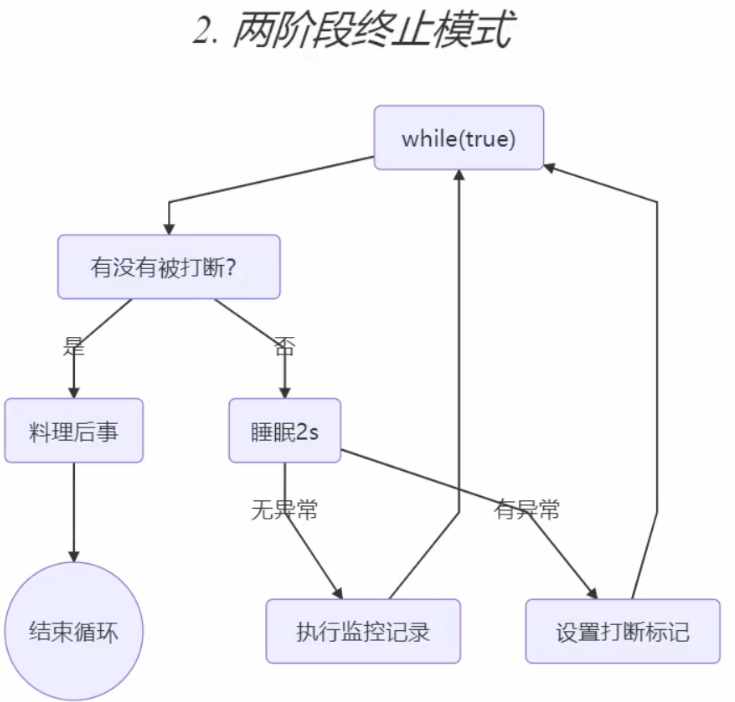 2. 两阶段终止模式
while(true)
有没有被打断?
是
否
料理后事
睡眠2s
无异常
有异常
结束循环
执行监控记录
设置打断标记